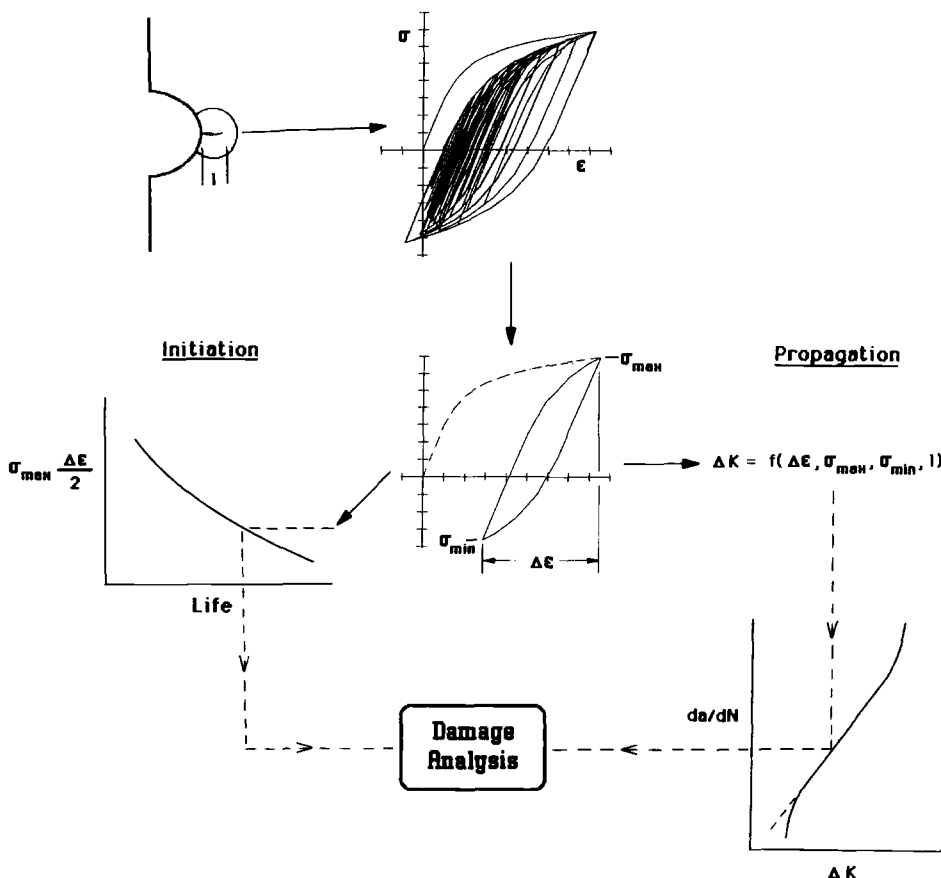 σ
ε
l
Initiation
Propagation
σmax
σmax Δε/2
ΔK = f(Δε, σmax, σmin, l)
σmin
Δε
Life
da/dN
Damage
Analysis
ΔK